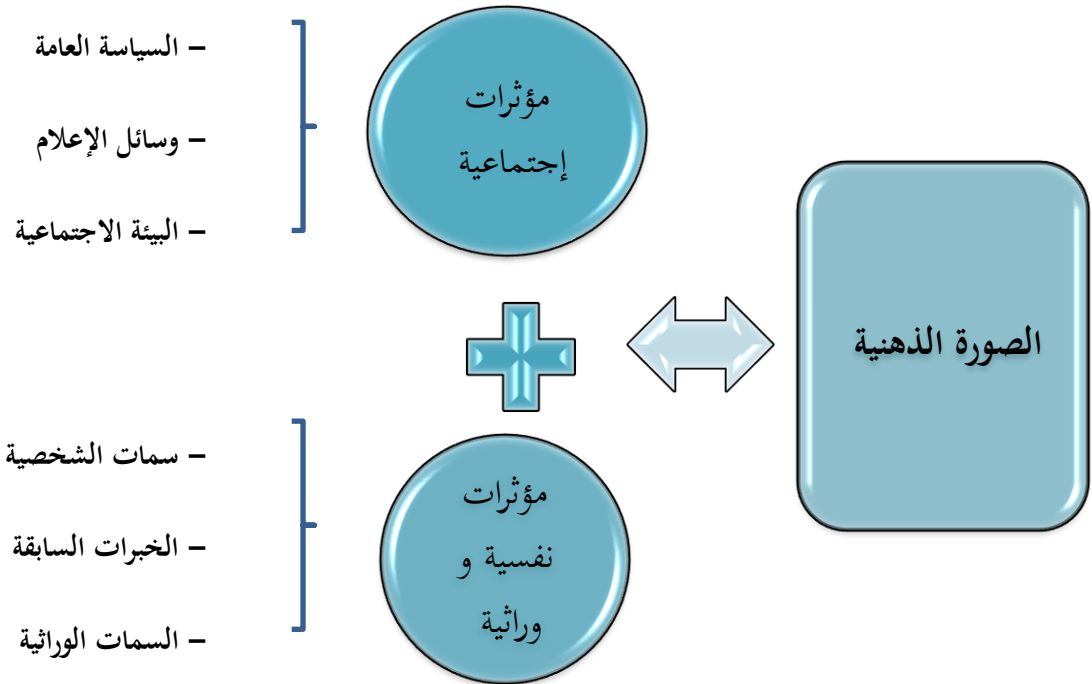 – السياسة العامة
– وسائل الإعلام
– البيئة الاجتماعية
مؤثرات
إجتماعية
الصورة الذهنية
– سمات الشخصية
– الخبرات السابقة
– السمات الوراثية
مؤثرات
نفسية و
وراثية